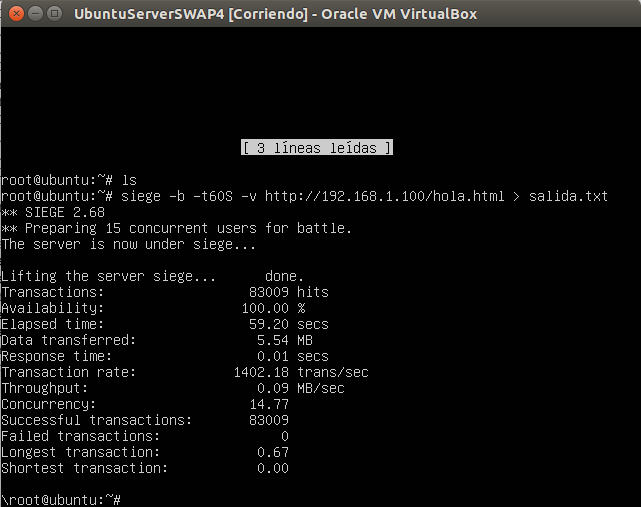 UbuntuServerSWAP4 [Corriendo] - Oracle VM VirtualBox
[ 3 líneas leídas ]
root@ubuntu:~# ls
root@ubuntu:~# siege -b -t60S -v http://192.168.1.100/hola.html > salida.txt
** SIEGE 2.68
** Preparing 15 concurrent users for battle.
The server is now under siege...
Lifting the server siege...      done.
Transactions:                  83009 hits
Availability:                 100.00 %
Elapsed time:                  59.20 secs
Data transferred:               5.54 MB
Response time:                  0.01 secs
Transaction rate:            1402.18 trans/sec
Throughput:                     0.09 MB/sec
Concurrency:                   14.77
Successful transactions:       83009
Failed transactions:               0
Longest transaction:            0.67
Shortest transaction:           0.00
\root@ubuntu:~#